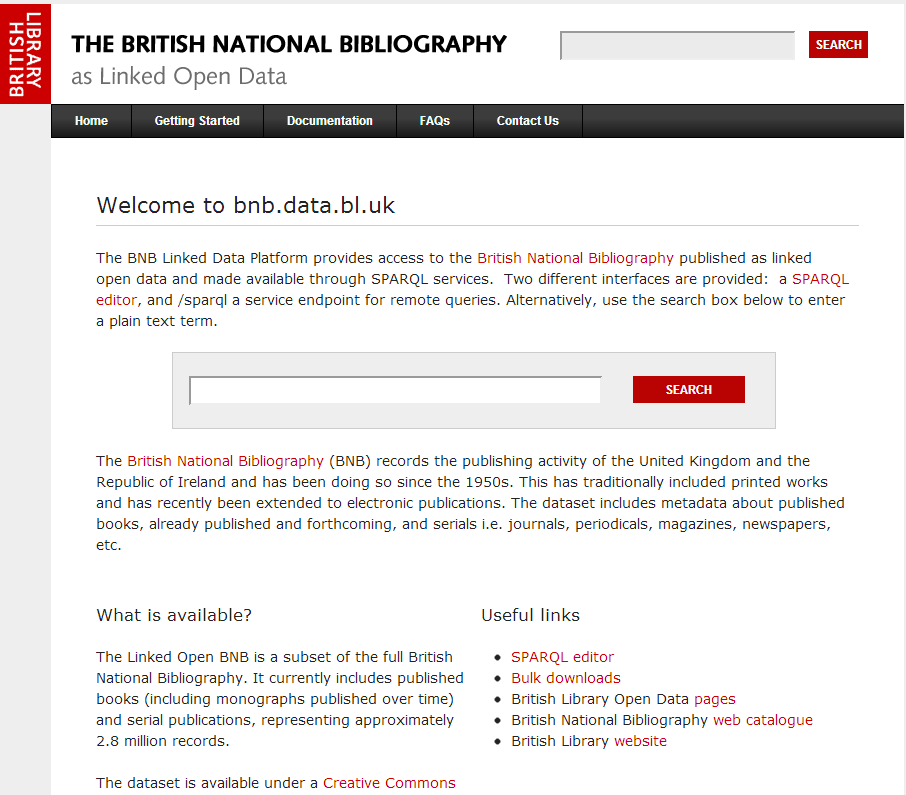 BRITISH
LIBRARY
THE BRITISH NATIONAL BIBLIOGRAPHY
as Linked Open Data
SEARCH
Home Getting Started Documentation FAQs Contact Us
Welcome to bnb.data.bl.uk
The BNB Linked Data Platform provides access to the British National Bibliography published as linked
open data and made available through SPARQL services.  Two different interfaces are provided:  a SPARQL
editor, and /sparql a service endpoint for remote queries. Alternatively, use the search box below to enter
a plain text term.
SEARCH
The British National Bibliography (BNB) records the publishing activity of the United Kingdom and the
Republic of Ireland and has been doing so since the 1950s. This has traditionally included printed works
and has recently been extended to electronic publications. The dataset includes metadata about published
books, already published and forthcoming, and serials i.e. journals, periodicals, magazines, newspapers,
etc.
What is available?
The Linked Open BNB is a subset of the full British
National Bibliography. It currently includes published
books (including monographs published over time)
and serial publications, representing approximately
2.8 million records.
The dataset is available under a Creative Commons
Useful links
SPARQL editor
Bulk downloads
British Library Open Data pages
British National Bibliography web catalogue
British Library website